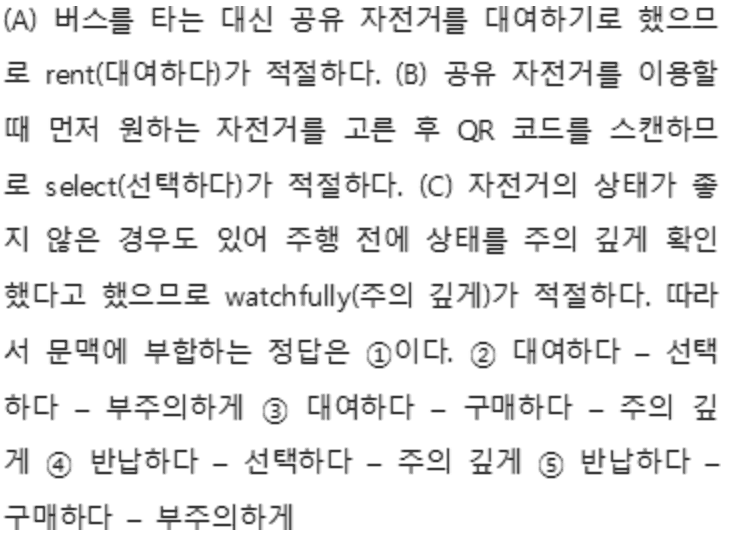 (A) 버스를 타는 대신 공유 자전거를 대여하기로 했으므
로 rent(대여하다)가 적절하다. (B) 공유 자전거를 이용할
때 먼저 원하는 자전거를 고른 후 QR 코드를 스캔하므
로 select(선택하다)가 적절하다. (C) 자전거의 상태가 좋
지 않은 경우도 있어 주행 전에 상태를 주의 깊게 확인
했다고 했으므로 watchfully(주의 깊게)가 적절하다. 따라
서 문맥에 부합하는 정답은 ①이다. ② 대여하다 – 선택
하다 – 부주의하게 ③ 대여하다 – 구매하다 – 주의 깊
게 ④ 반납하다 – 선택하다 – 주의 깊게 ⑤ 반납하다 –
구매하다 – 부주의하게